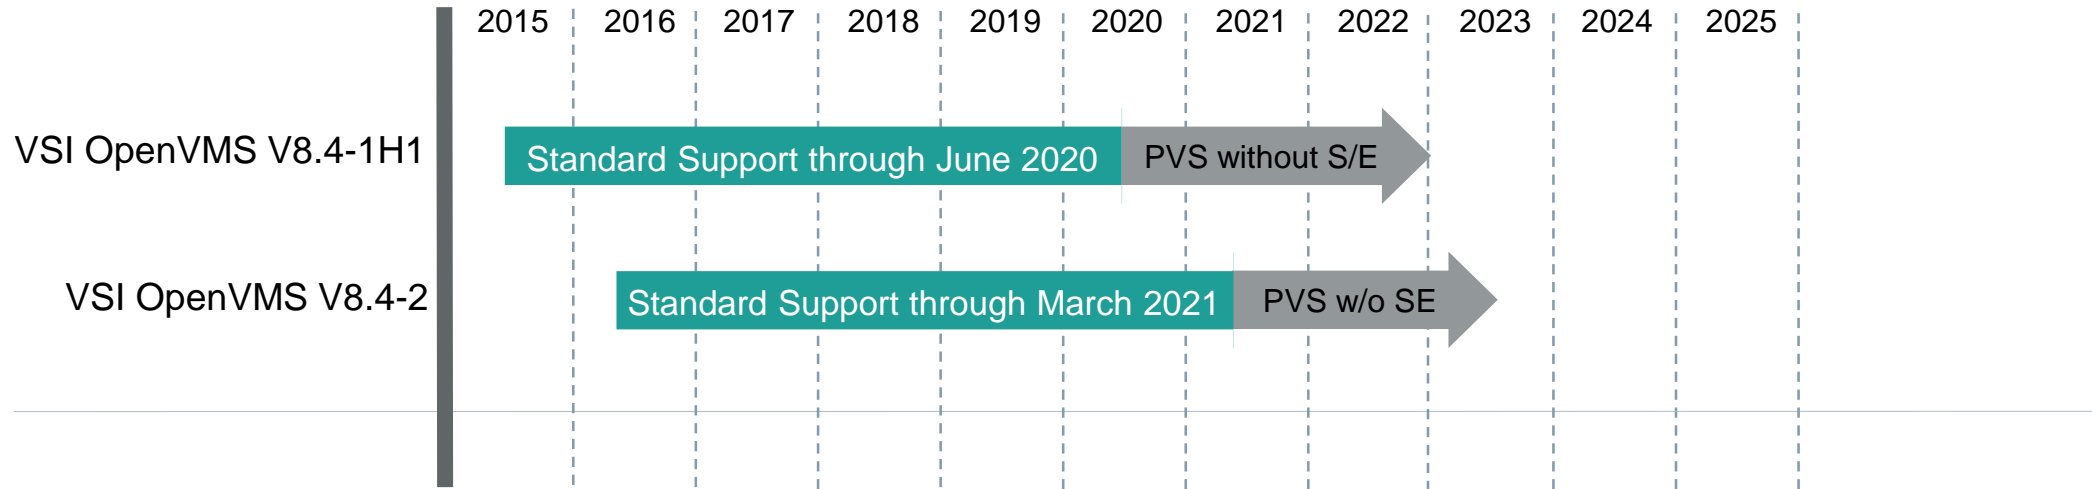 2015 2016 2017 2018 2019 2020 2021 2022 2023 2024 2025
VSI OpenVMS V8.4-1H1 Standard Support through June 2020 PVS without S/E
VSI OpenVMS V8.4-2 Standard Support through March 2021 PVS w/o SE